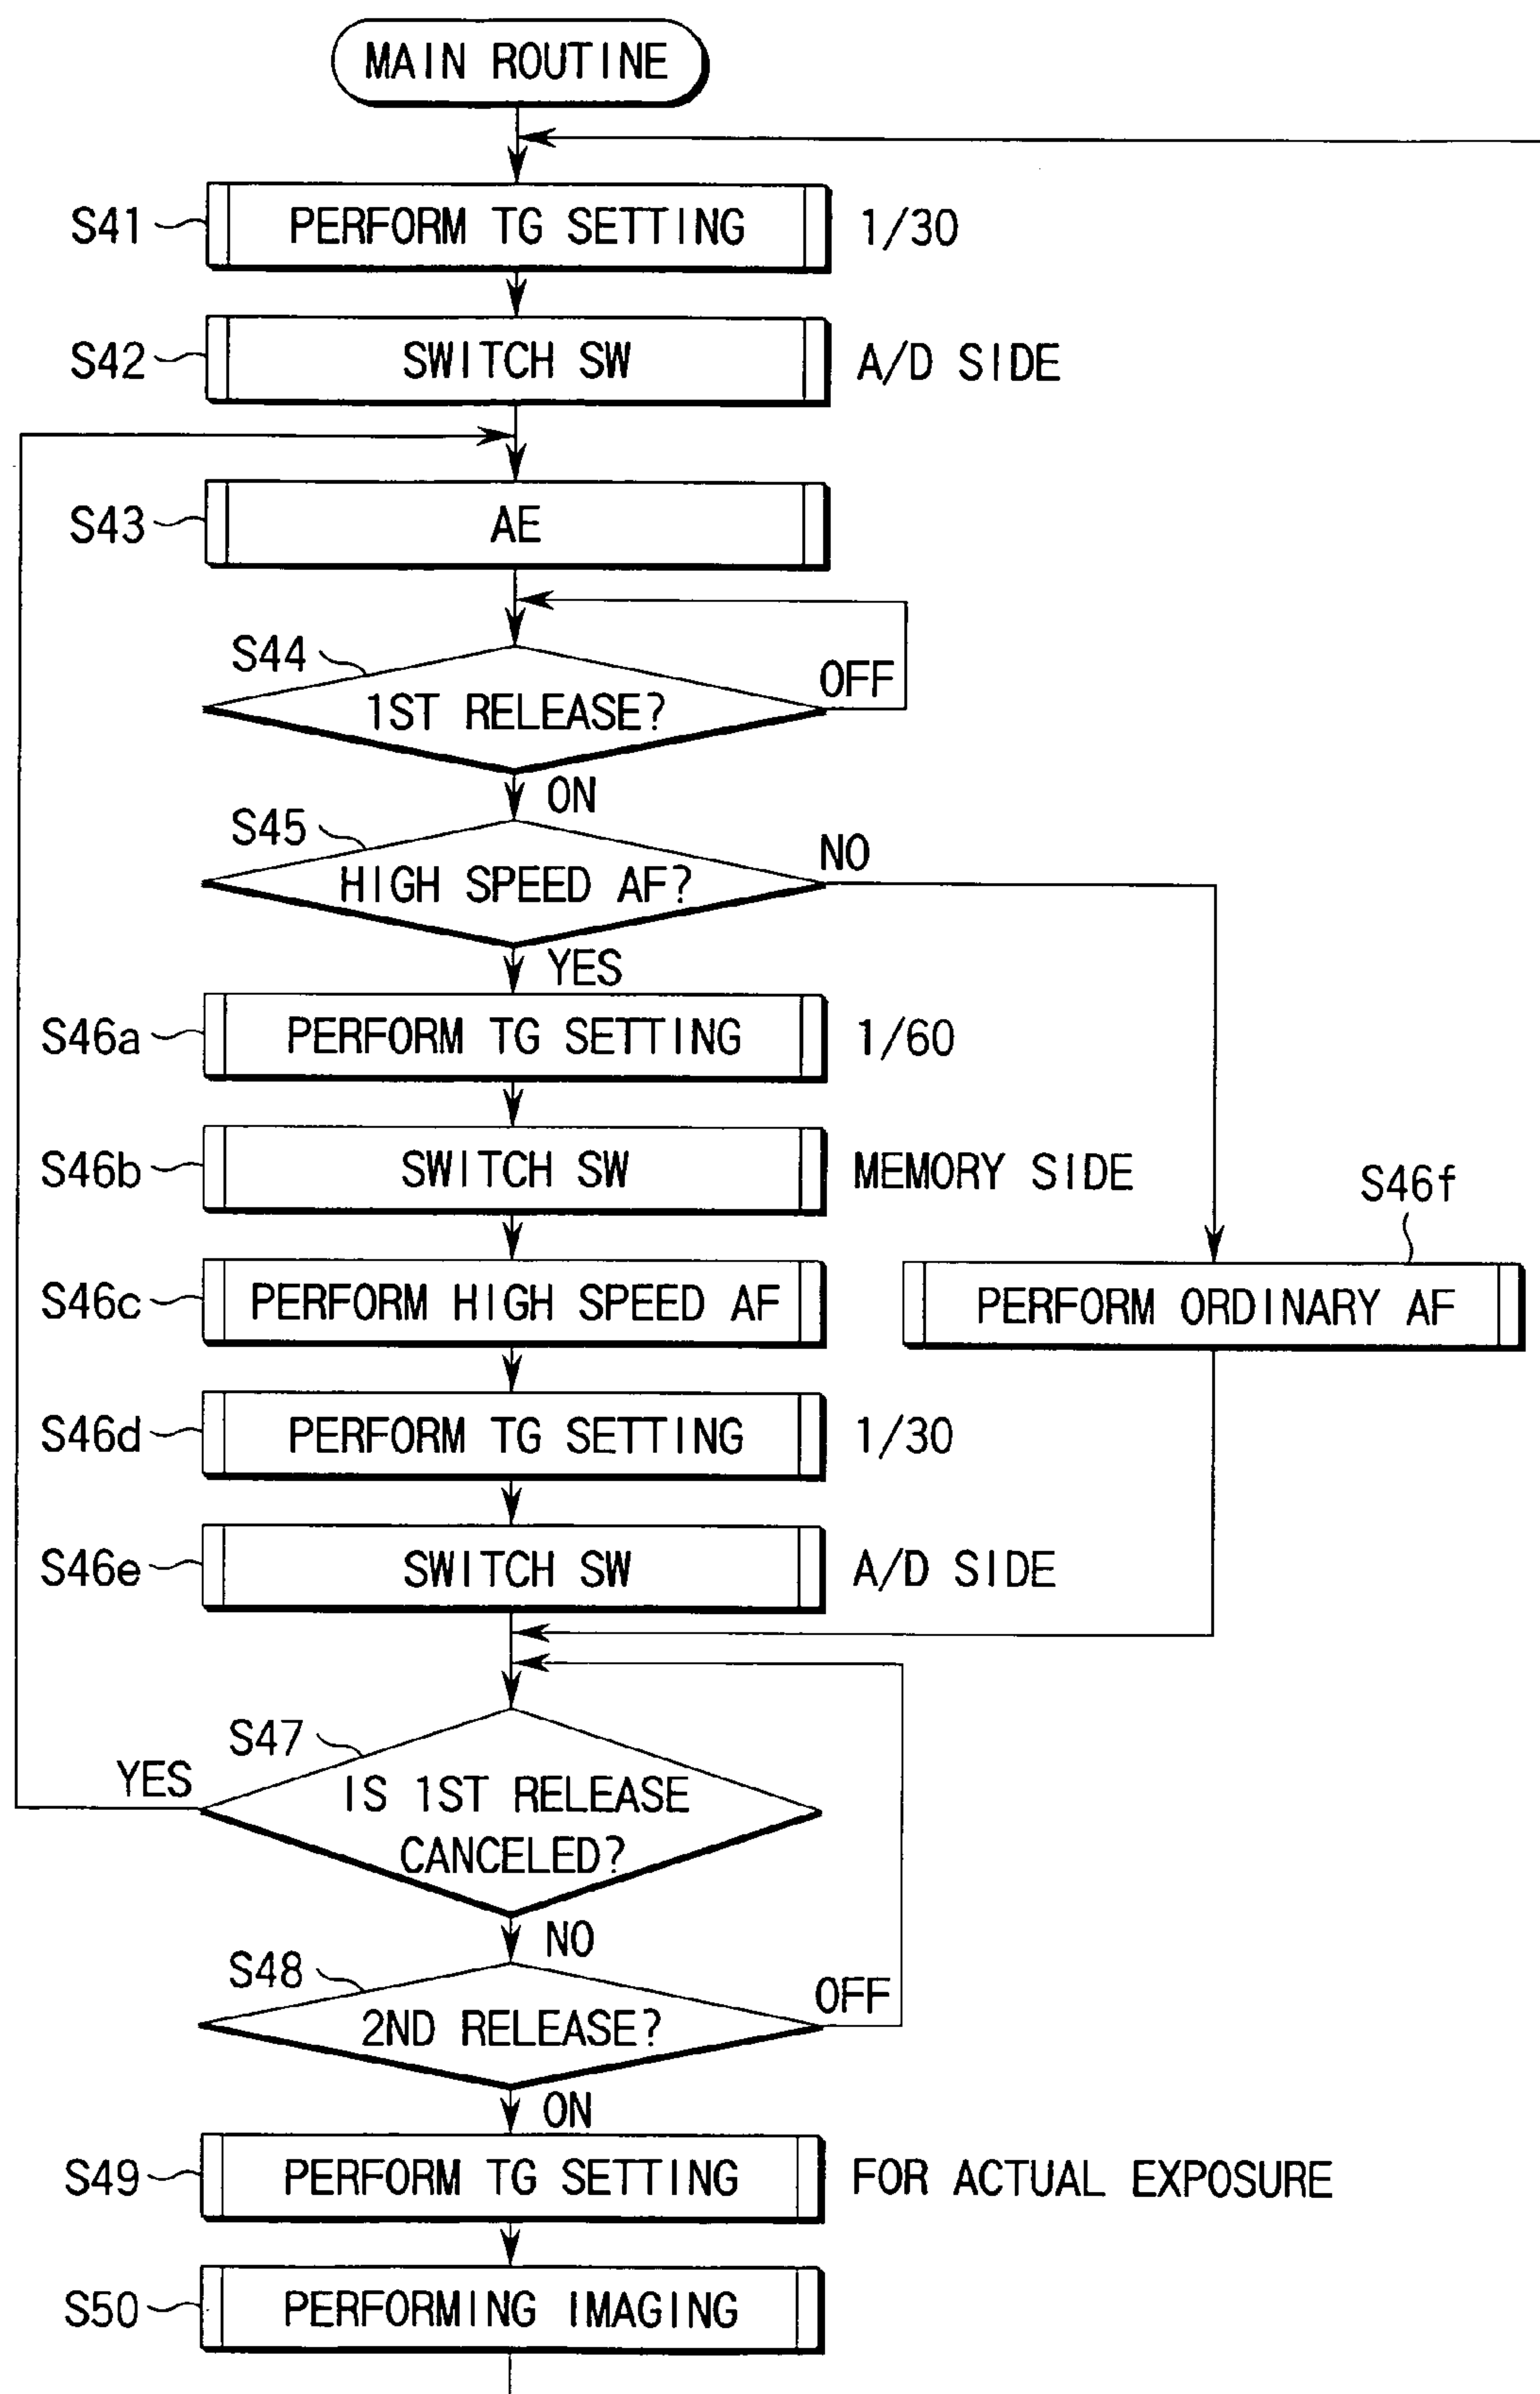 MAIN ROUTINE
S41
PERFORM TG SETTING
1/30
S42
SWITCH SW
A/D SIDE
S43
AE
S44
1ST RELEASE?
OFF
ON
S45
HIGH SPEED AF?
NO
YES
S46a
PERFORM TG SETTING
1/60
S46b
SWITCH SW
MEMORY SIDE
S46c
PERFORM HIGH SPEED AF
S46f
PERFORM ORDINARY AF
S46d
PERFORM TG SETTING
1/30
S46e
SWITCH SW
A/D SIDE
S47
IS 1ST RELEASE
CANCELED?
YES
NO
S48
2ND RELEASE?
OFF
ON
S49
PERFORM TG SETTING
FOR ACTUAL EXPOSURE
S50
PERFORMING IMAGING